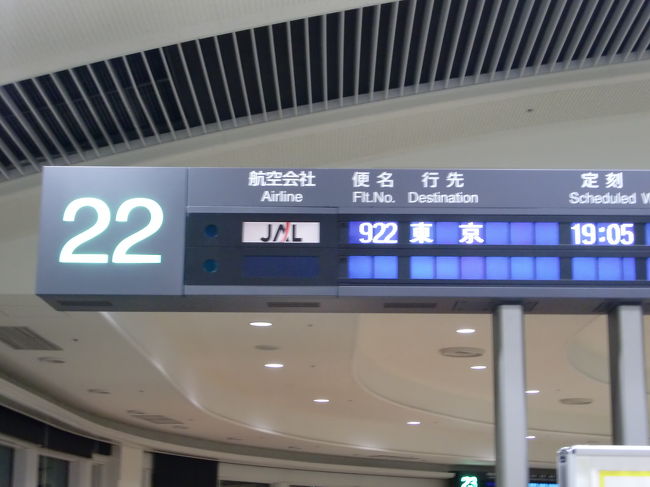 22
航空会社 便名 行先 定刻
Airline Flt.No. Destination Scheduled
JAL 922 東京 19:05
23